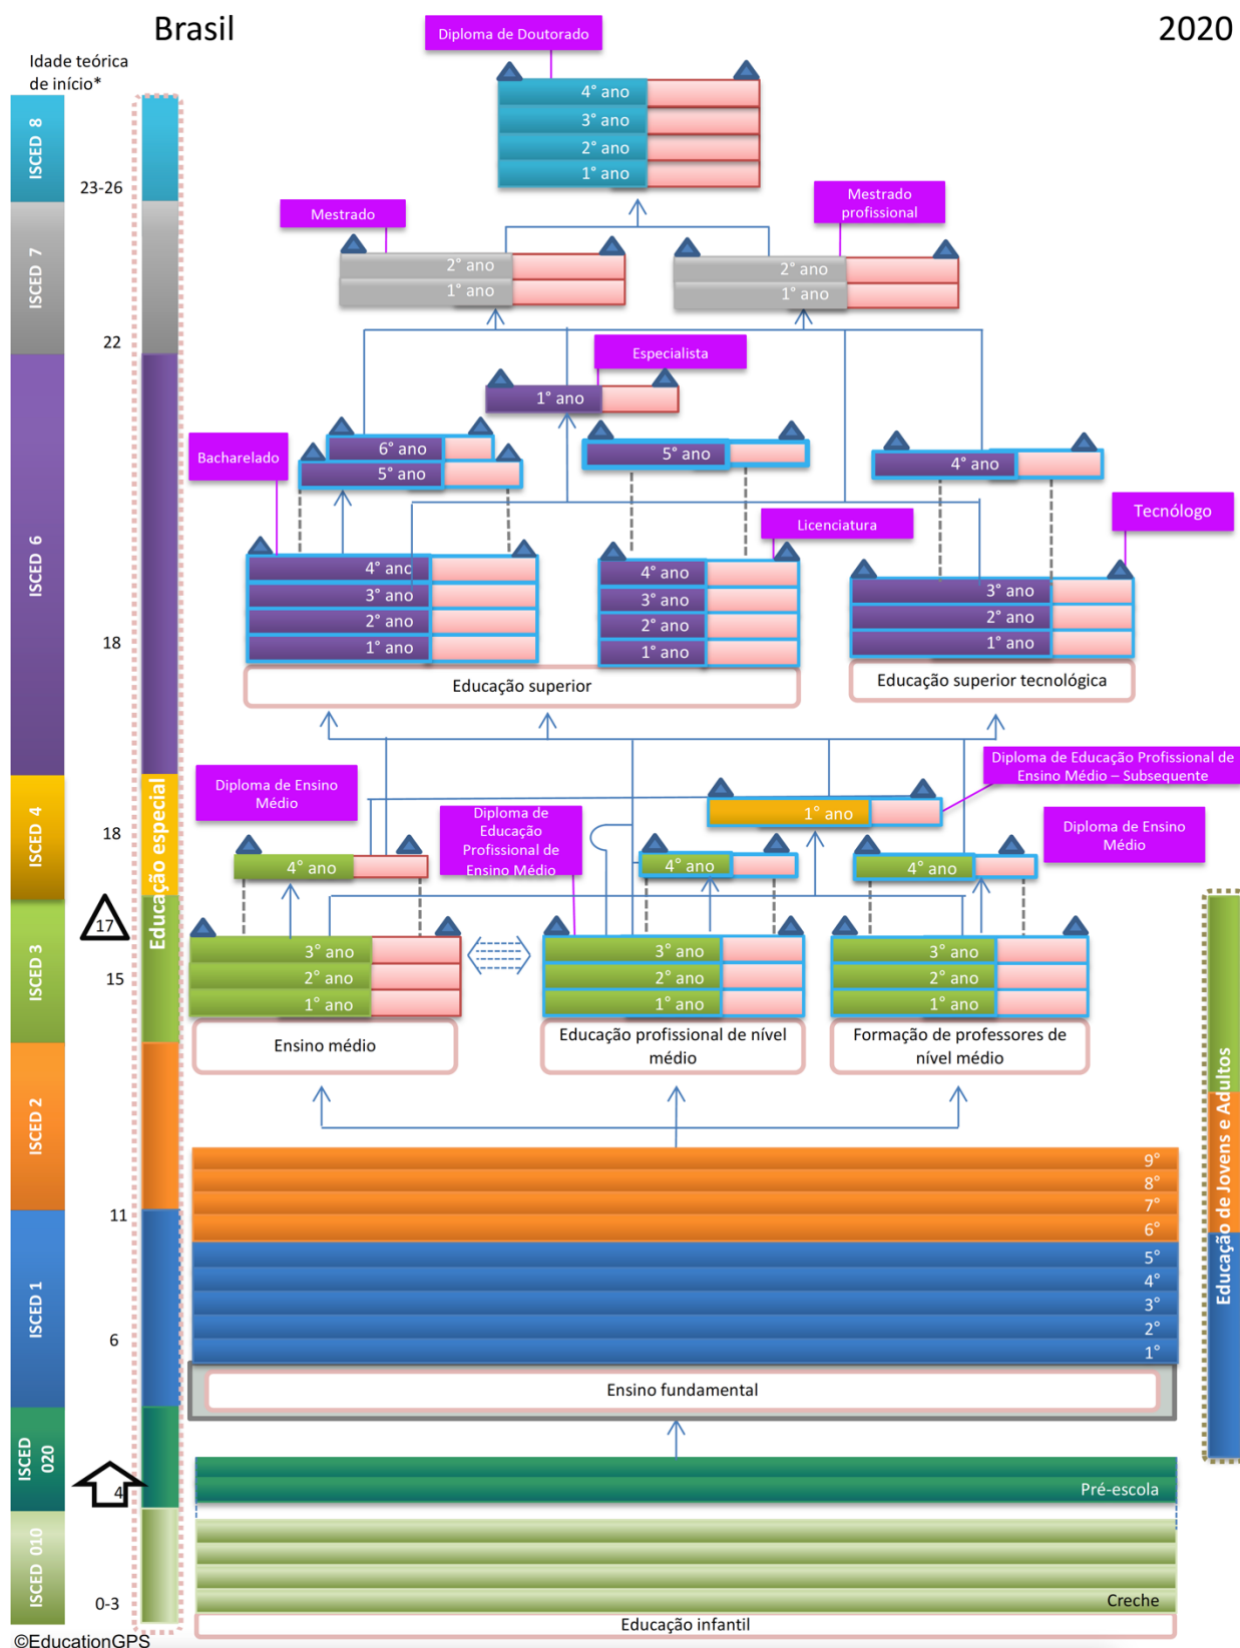 Brasil
2020
Idade teórica
de início*
Diploma de Doutorado
4° ano
3° ano
2° ano
1° ano
ISCED 8
23-26
Mestrado
Mestrado
profissional
2° ano
1° ano
2° ano
1° ano
ISCED 7
22
Especialista
1° ano
Bacharelado
6° ano
5° ano
5° ano
4° ano
Licenciatura
Tecnólogo
4° ano
3° ano
2° ano
1° ano
4° ano
3° ano
2° ano
1° ano
3° ano
2° ano
1° ano
ISCED 6
18
Educação superior
Educação superior tecnológica
Diploma de Ensino
Médio
Diploma de
Educação
Profissional de
Ensino Médio
Diploma de Educação Profissional de
Ensino Médio – Subsequente
1° ano
Diploma de Ensino
Médio
ISCED 4
18
Educação especial
4° ano
4° ano
4° ano
17
3° ano
2° ano
1° ano
3° ano
2° ano
1° ano
3° ano
2° ano
1° ano
ISCED 3
15
Ensino médio
Educação profissional de nível
médio
Formação de professores de
nível médio
Educação de Jovens e Adultos
ISCED 2
11
9°
8°
7°
6°
5°
4°
3°
2°
1°
ISCED 1
6
Ensino fundamental
ISCED
020
4
Pré-escola
ISCED 010
0-3
Creche
Educação infantil
©EducationGPS